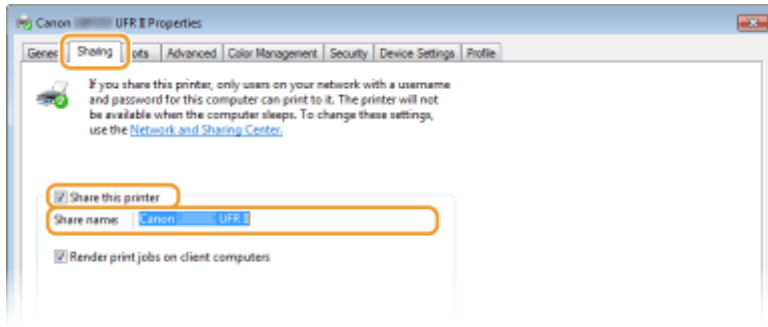 Canon UFR II Properties
Sharing Advanced Color Management Security Device Settings Profile
If you share this printer, only users on your network with a username
and password for this computer can print to it. The printer will not
be available when the computer sleeps. To change these settings,
use the Network and Sharing Center.
Share this printer
Share name: Canon UFR II
Render print jobs on client computers